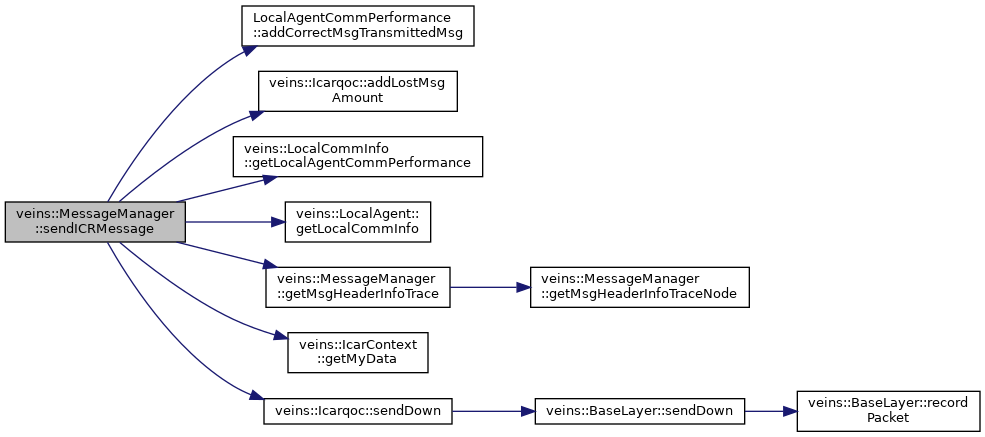 LocalAgentCommPerformance
::addCorrectMsgTransmittedMsg
veins::Icarqoc::addLostMsg
Amount
veins::LocalCommInfo
::getLocalAgentCommPerformance
veins::MessageManager
::sendICRMessage
veins::LocalAgent::
getLocalCommInfo
veins::MessageManager
::getMsgHeaderInfoTrace
veins::MessageManager
::getMsgHeaderInfoTraceNode
veins::IcarContext
::getMyData
veins::Icarqoc::sendDown
veins::BaseLayer::sendDown
veins::BaseLayer::record
Packet